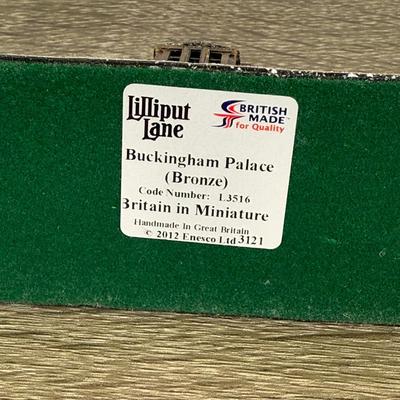 Lilliput
Lane
BRITISH
MADE™
for Quality
Buckingham Palace
(Bronze)
Code Number: L3516
Britain in Miniature
Handmade In Great Britain
© 2012 Enesco Ltd 3121